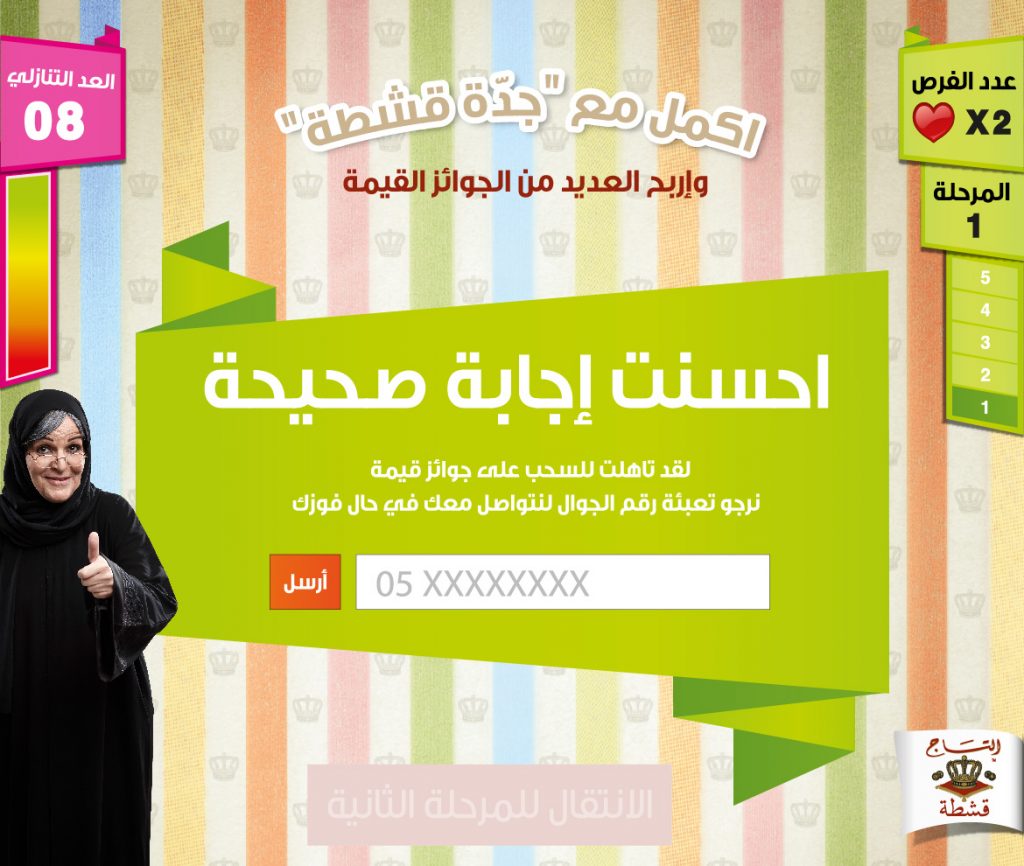 اكمل مع "جدّة قشطة"
وإربح العديد من الجوائز القيمة
عدد الفرص
X2
المرحلة
1
5
4
3
2
1
العد التنازلي
08
احسنت إجابة صحيحة
لقد تاهلت للسحب على جوائز قيمة
نرجو تعبئة رقم الجوال لنتواصل معك في حال فوزك
05 XXXXXXXX
أرسل
الانتقال للمرحلة الثانية
التاج
قشطة